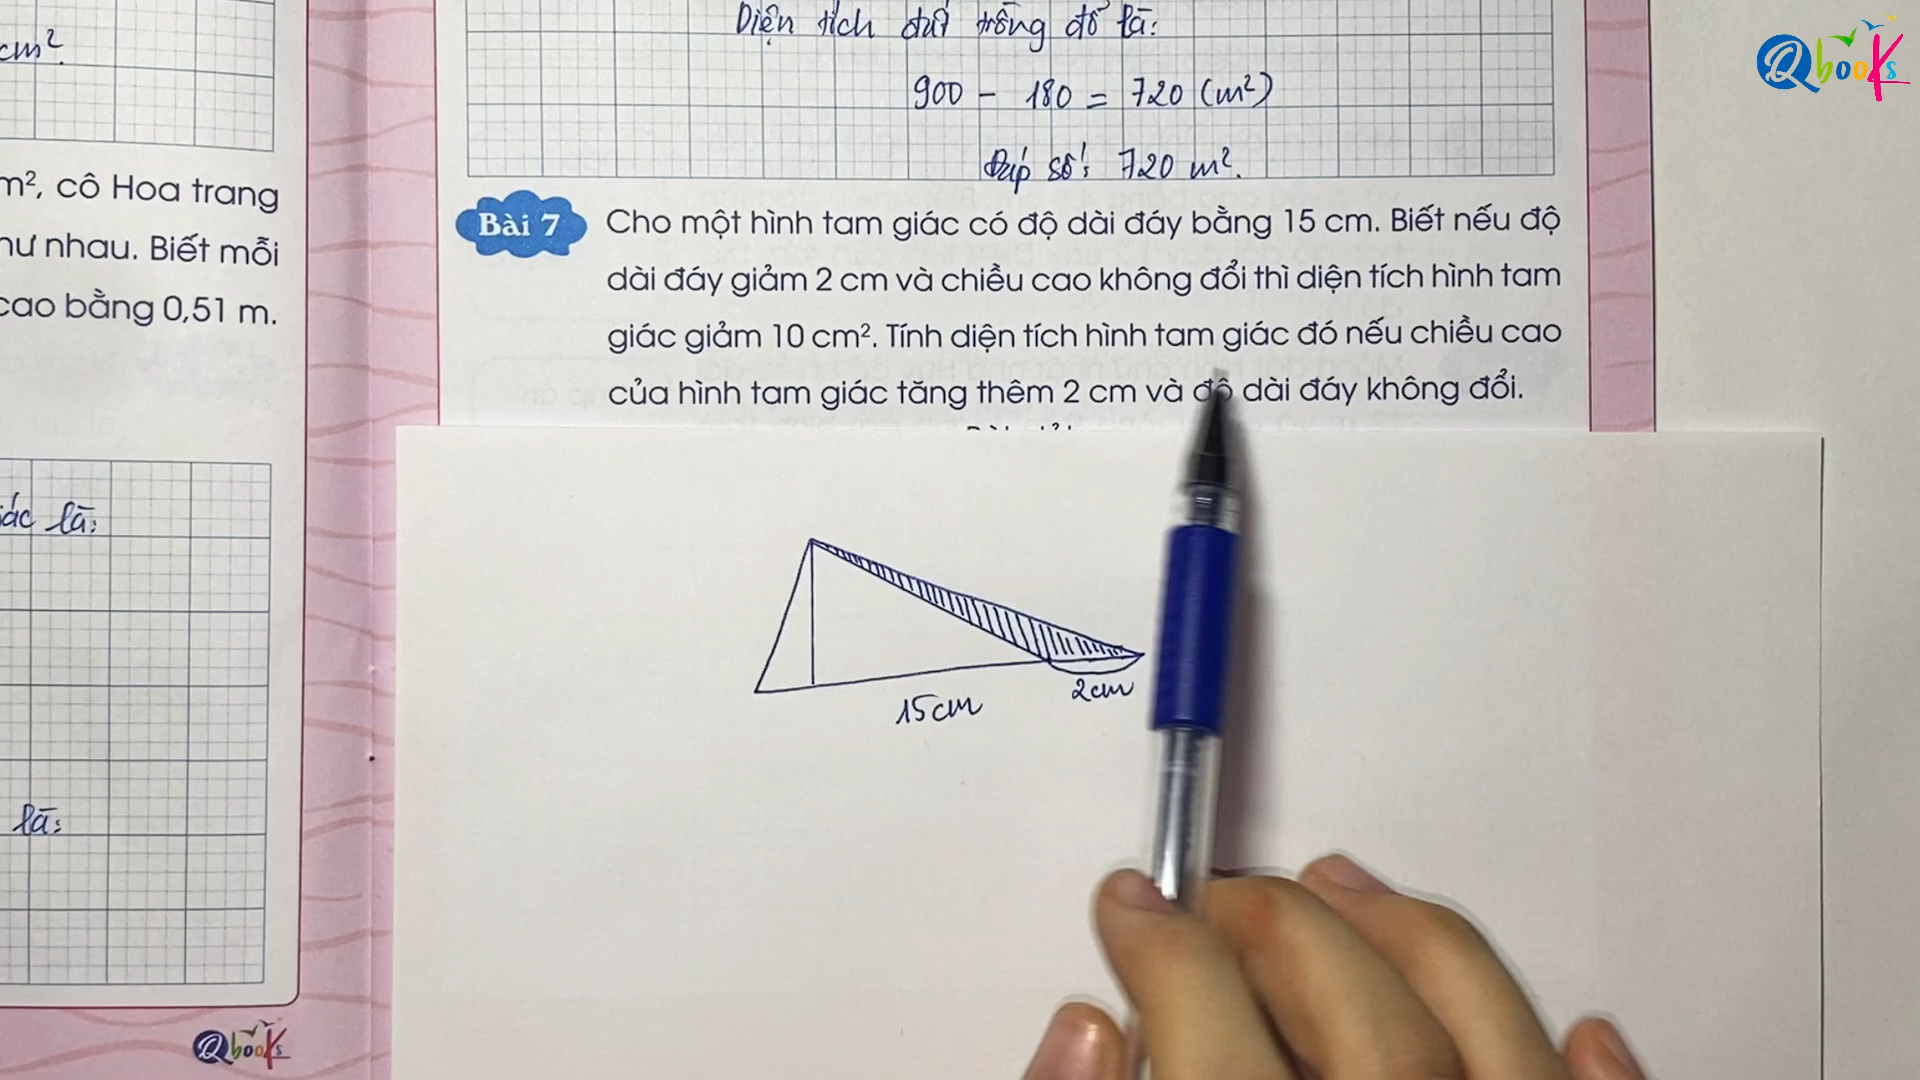 Qbooks
cm².
m², cô Hoa trang
hư nhau. Biết mỗi
cao bằng 0,51 m.
ác là:
là:
Qbooks
Diện tích đất trồng đỗ là:
900 - 180 = 720 (m²)
Đáp số: 720 m².
Bài 7
Cho một hình tam giác có độ dài đáy bằng 15 cm. Biết nếu độ
dài đáy giảm 2 cm và chiều cao không đổi thì diện tích hình tam
giác giảm 10 cm². Tính diện tích hình tam giác đó nếu chiều cao
của hình tam giác tăng thêm 2 cm và độ dài đáy không đổi.
15cm
2cm